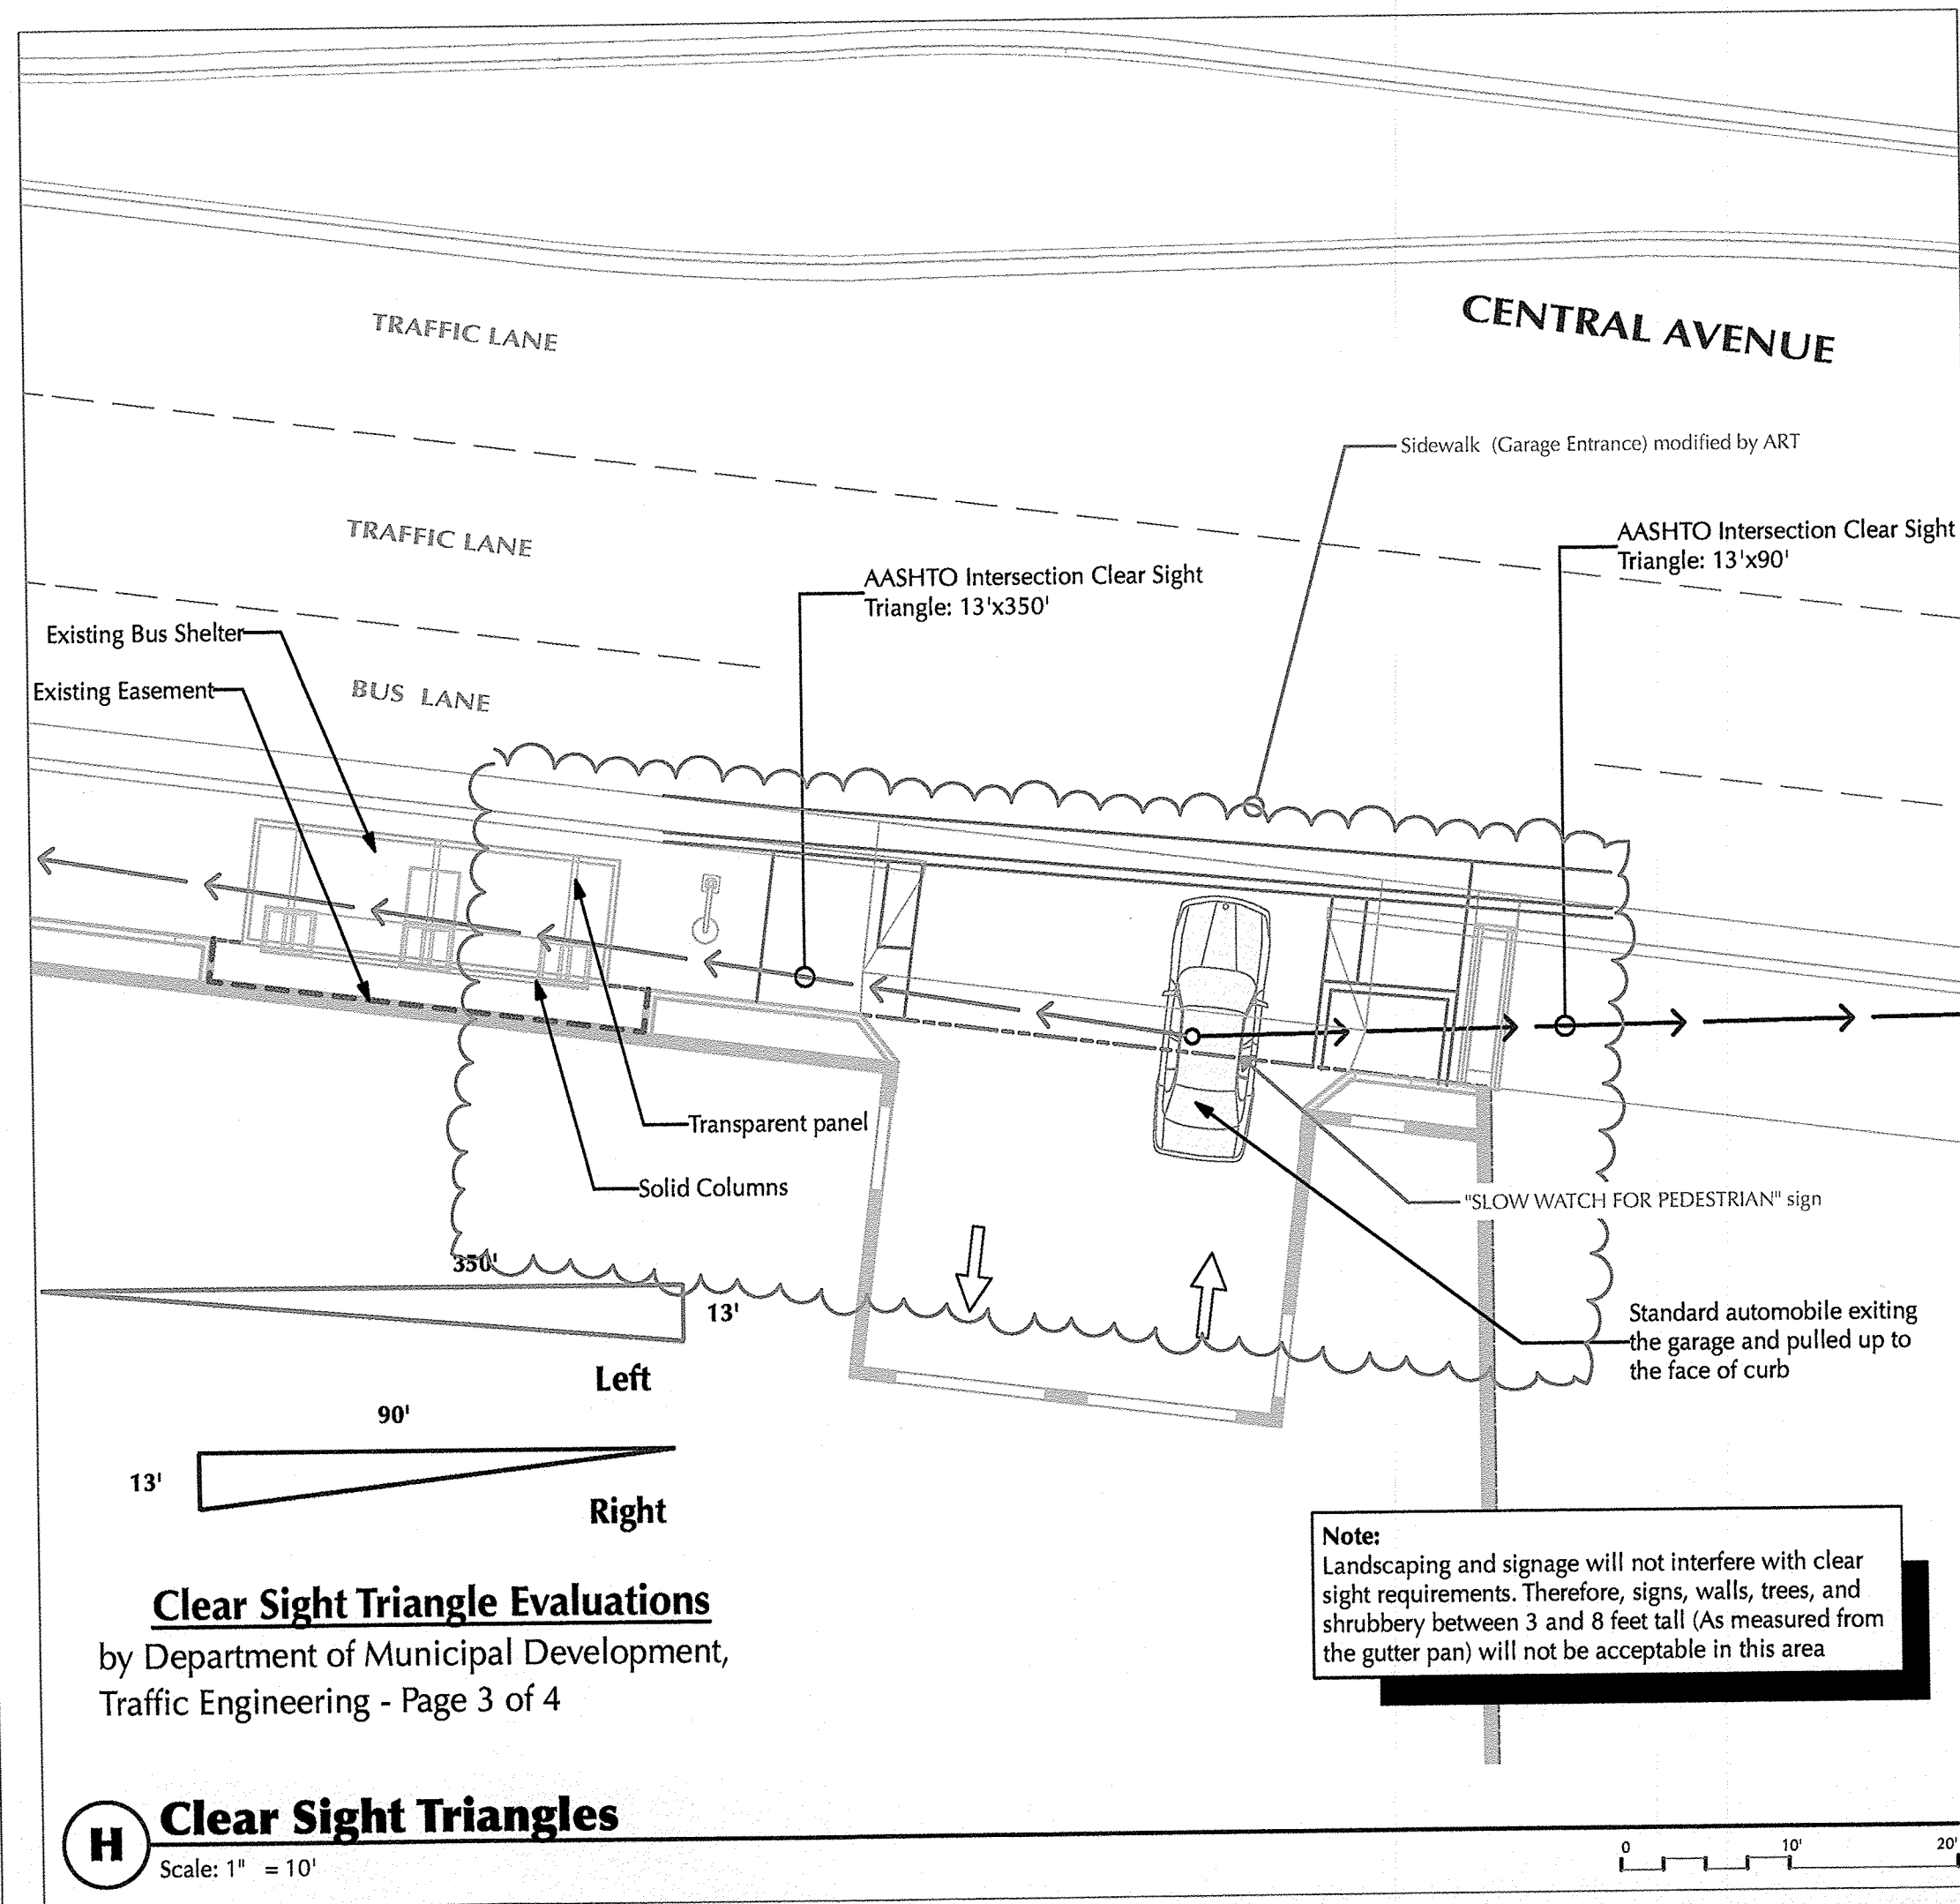 TRAFFIC LANE
CENTRAL AVENUE
Sidewalk (Garage Entrance) modified by ART
TRAFFIC LANE
AASHTO Intersection Clear Sight
Triangle: 13'x90'
AASHTO Intersection Clear Sight
Triangle: 13'x350'
Existing Bus Shelter
Existing Easement
BUS LANE
Transparent panel
Solid Columns
"SLOW WATCH FOR PEDESTRIAN" sign
Standard automobile exiting
the garage and pulled up to
the face of curb
350'
13'
Left
90'
13'
Right
Note:
Landscaping and signage will not interfere with clear
sight requirements. Therefore, signs, walls, trees, and
shrubbery between 3 and 8 feet tall (As measured from
the gutter pan) will not be acceptable in this area
Clear Sight Triangle Evaluations
by Department of Municipal Development,
Traffic Engineering - Page 3 of 4
H
Clear Sight Triangles
Scale: 1" = 10'
0 10' 20'